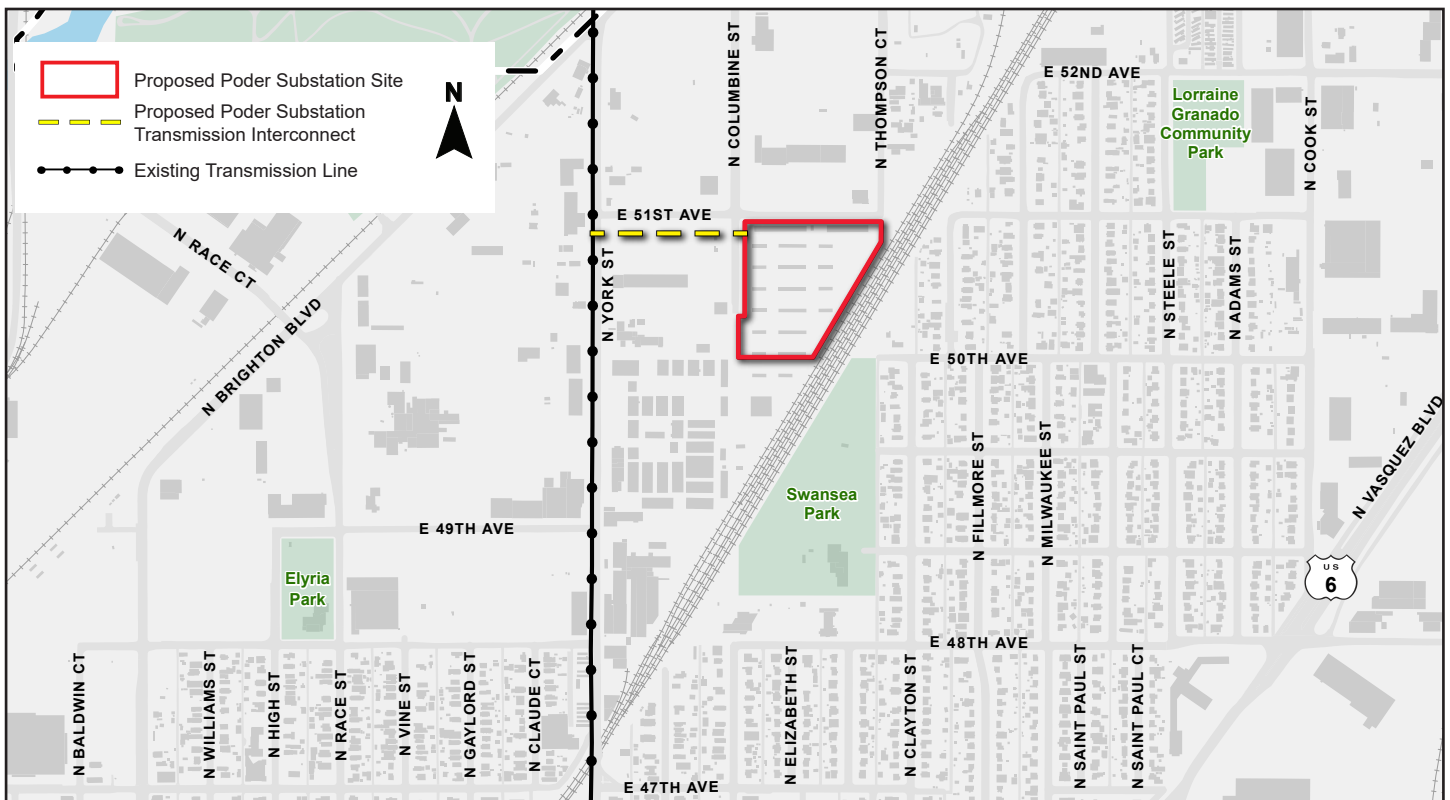 Proposed Poder Substation Site
Proposed Poder Substation
Transmission Interconnect
Existing Transmission Line
N
N COLUMBINE ST
N THOMPSON CT
E 52ND AVE
Lorraine
Granado
Community
Park
N COOK ST
E 51ST AVE
N RACE CT
N BRIGHTON BLVD
N YORK ST
N STEELE ST
N ADAMS ST
E 50TH AVE
N VASQUEZ BLVD
Swansea
Park
N FILLMORE ST
N MILWAUKEE ST
E 49TH AVE
Elyria
Park
US
6
E 48TH AVE
N BALDWIN CT
N WILLIAMS ST
N HIGH ST
N RACE ST
N VINE ST
N GAYLORD ST
N CLAUDE CT
N ELIZABETH ST
N CLAYTON ST
N SAINT PAUL ST
N SAINT PAUL CT
E 47TH AVE